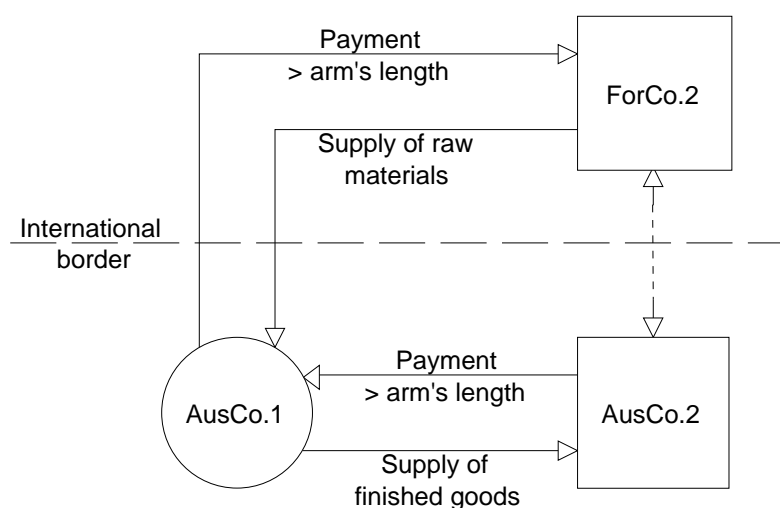 Payment
> arm's length
ForCo.2
Supply of raw
materials
International
border
Payment
> arm's length
AusCo.1
AusCo.2
Supply of
finished goods